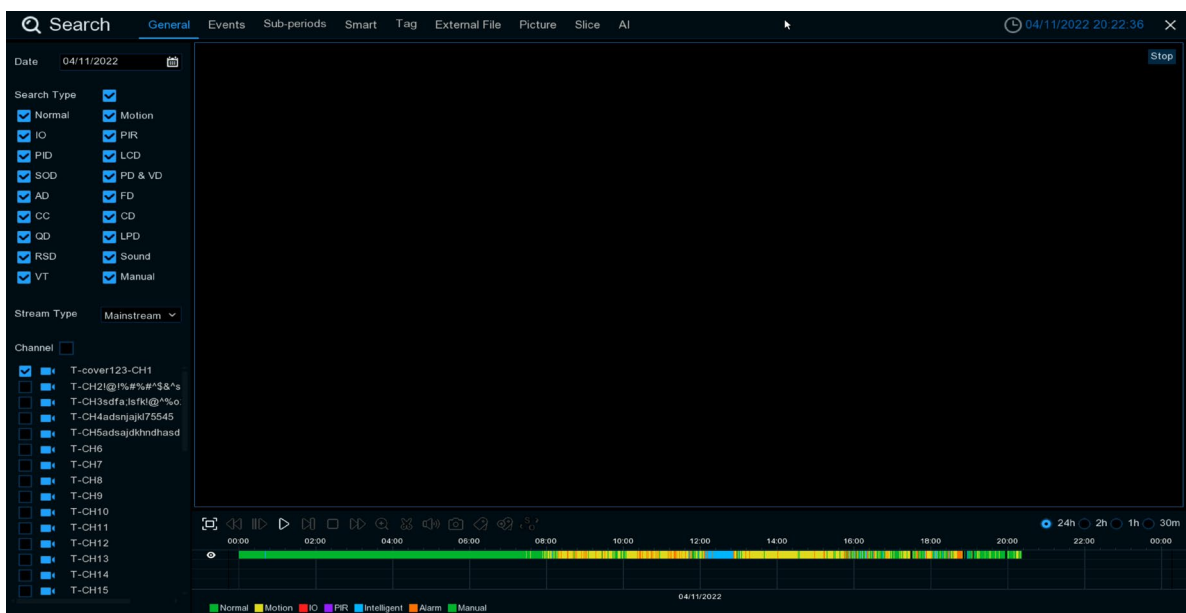 Search General Events Sub-periods Smart Tag External File Picture Slice AI 04/11/2022 20:22:36
Date 04/11/2022
Stop
Search Type
Normal Motion
IO PIR
PID LCD
SOD PD & VD
AD FD
CC CD
QD LPD
RSD Sound
VT Manual
Stream Type Mainstream
Channel
T-cover123-CH1
T-CH2!@!%#%#^$&^s
T-CH3sdfa;lsfkl@^%o.
T-CH4adsnjajkl75545
T-CH5adsajdkhndhasd
T-CH6
T-CH7
T-CH8
T-CH9
T-CH10
T-CH11
T-CH12
T-CH13
T-CH14
T-CH15
24h 2h 1h 30m
00:00 02:00 04:00 06:00 08:00 10:00 12:00 14:00 16:00 18:00 20:00 22:00 00:00
04/11/2022
Normal Motion IO PIR Intelligent Alarm Manual